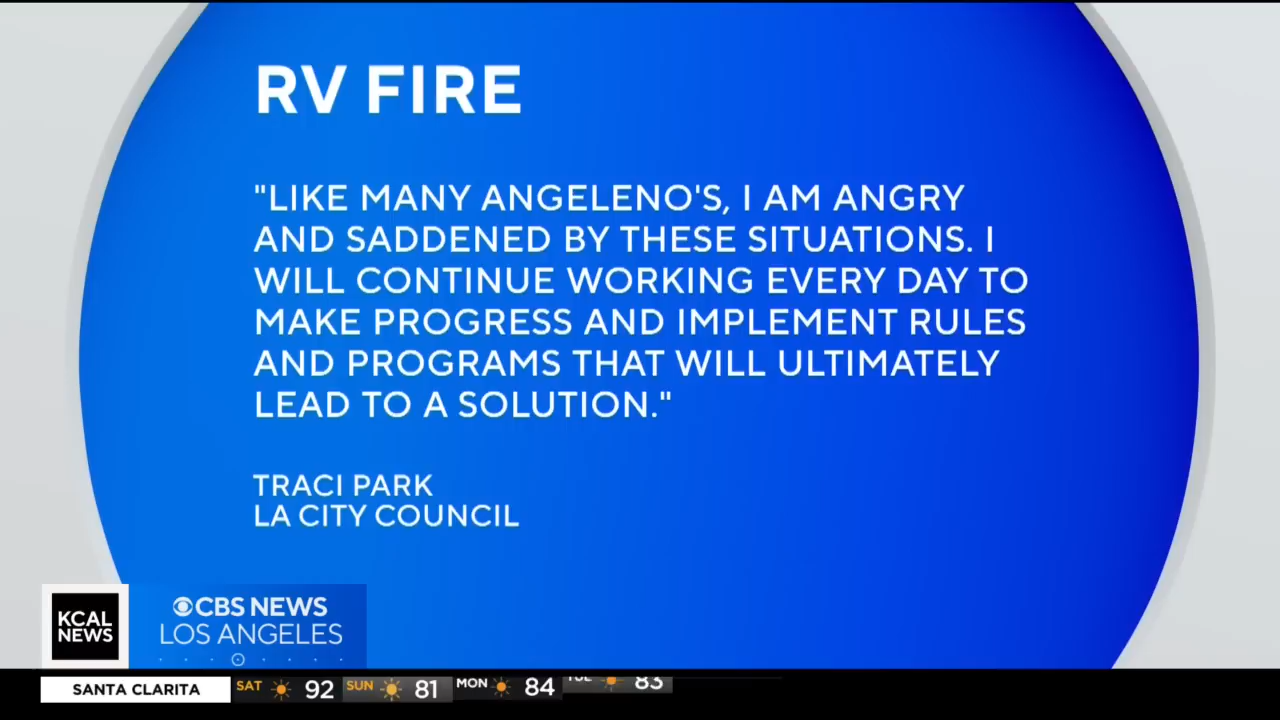 RV FIRE
"LIKE MANY ANGELENO'S, I AM ANGRY
AND SADDENED BY THESE SITUATIONS. I
WILL CONTINUE WORKING EVERY DAY TO
MAKE PROGRESS AND IMPLEMENT RULES
AND PROGRAMS THAT WILL ULTIMATELY
LEAD TO A SOLUTION."
TRACI PARK
LA CITY COUNCIL
KCAL
NEWS
CBS NEWS
LOS ANGELES
SANTA CLARITA SAT 92 SUN 81 MON 84 TUE 83